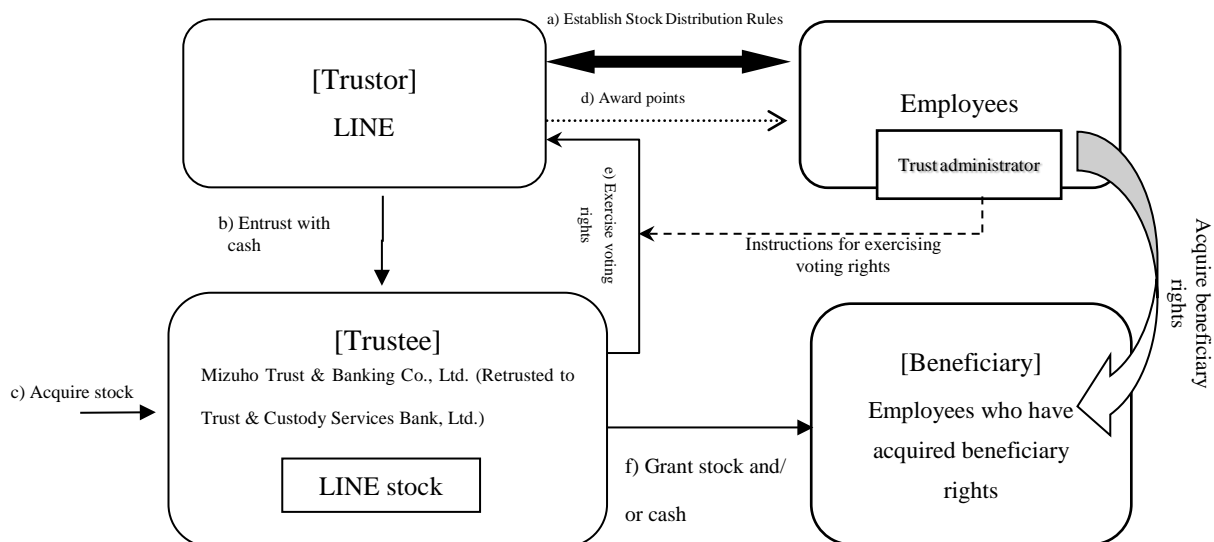 a) Establish Stock Distribution Rules
[Trustor]
LINE
d) Award points
Employees
Trust administrator
e) Exercise voting
rights
b) Entrust with
cash
Instructions for exercising
voting rights
Acquire beneficiary
rights
[Trustee]
Mizuho Trust & Banking Co., Ltd. (Retrusted to
Trust & Custody Services Bank, Ltd.)
LINE stock
c) Acquire stock
f) Grant stock and/
or cash
[Beneficiary]
Employees who have
acquired beneficiary
rights